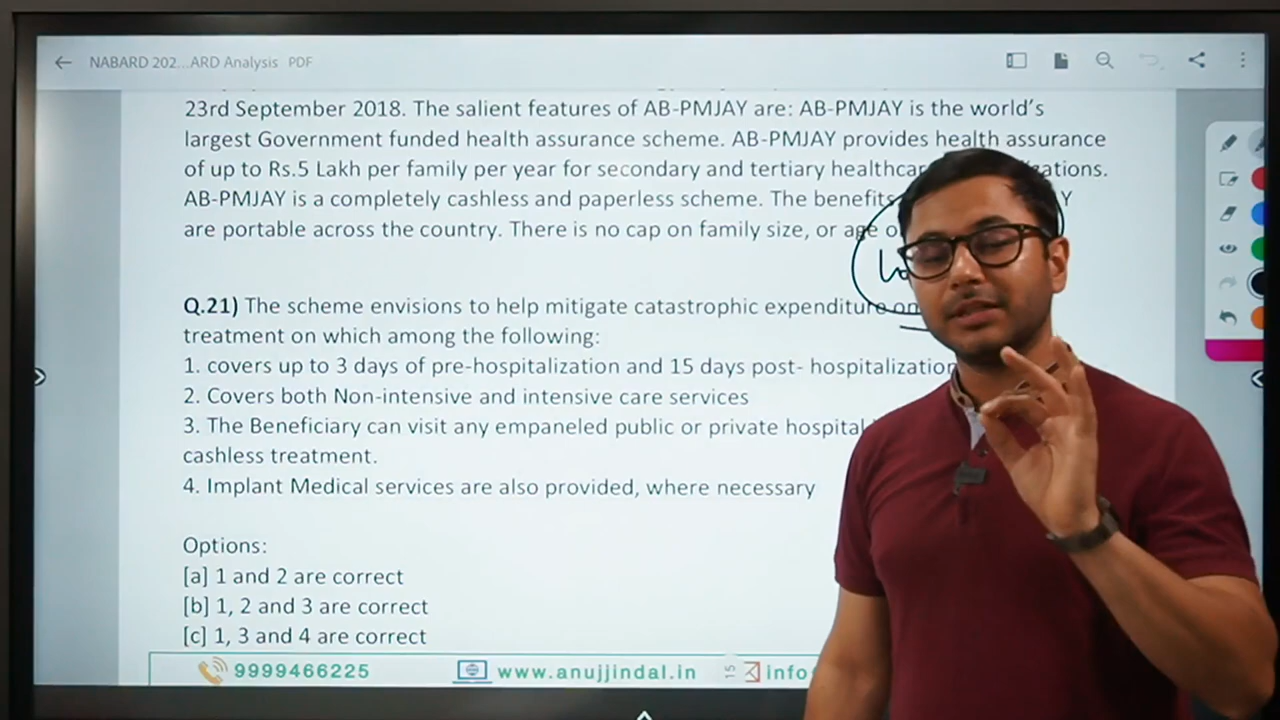 NABARD 202...ARD Analysis PDF
23rd September 2018. The salient features of AB-PMJAY are: AB-PMJAY is the world's
largest Government funded health assurance scheme. AB-PMJAY provides health assurance
of up to Rs.5 Lakh per family per year for secondary and tertiary
AB-PMJAY is a completely cashless and paperless scheme. The benefits
are portable across the country. There is no cap on family size, or age
Q.21) The scheme envisions to help mitigate catastrophic expenditure on
treatment on which among the following:
1. covers up to 3 days of pre-hospitalization and 15 days post- hospitalization
2. Covers both Non-intensive and intensive care services
3. The Beneficiary can visit any empaneled public or private hospital
cashless treatment.
4. Implant Medical services are also provided, where necessary
Options:
[a] 1 and 2 are correct
[b] 1, 2 and 3 are correct
[c] 1, 3 and 4 are correct
9999466225 www.anujjindal.in info